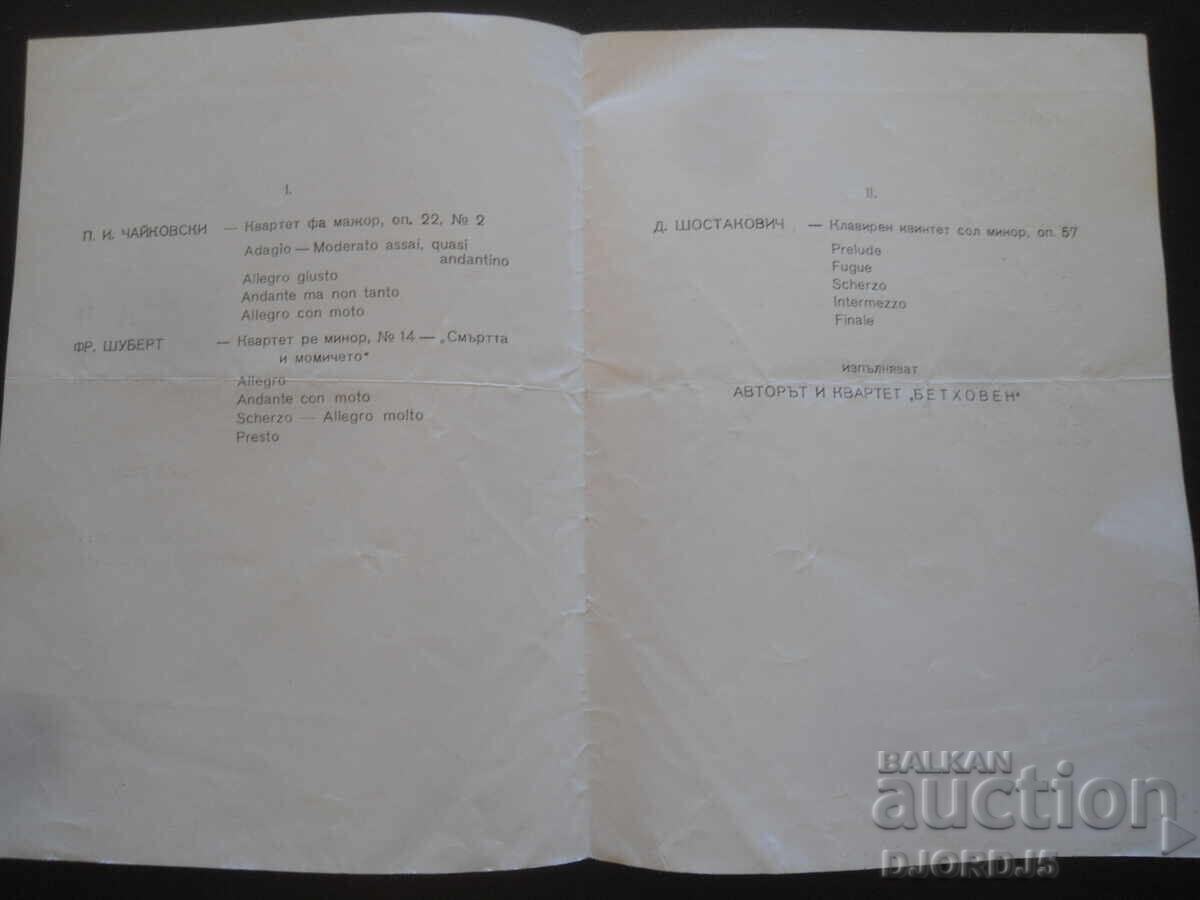 I.
П. И. ЧАЙКОВСКИ — Квартет фа мажор, оп. 22, № 2
Adagio — Moderato assai, quasi
andantino
Allegro giusto
Andante ma non tanto
Allegro con moto
ФР. ШУБЕРТ — Квартет ре минор, № 14 — „Смъртта
и момичето“
Allegro
Andante con moto
Scherzo — Allegro molto
Presto
II.
Д. ШОСТАКОВИЧ — Клавирен квинтет сол минор, оп. 57
Prelude
Fugue
Scherzo
Intermezzo
Finale
изпълняват
АВТОРЪТ И КВАРТЕТ „БЕТХОВЕН“
BALKAN
auction
DJORDJ5